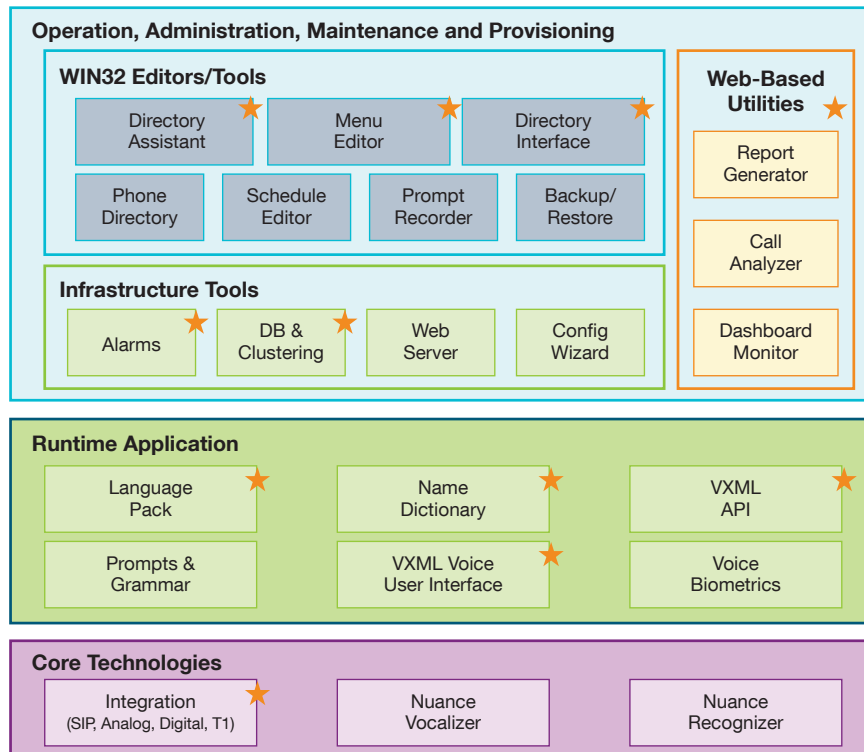 Operation, Administration, Maintenance and Provisioning
WIN32 Editors/Tools
Directory
Assistant
Menu
Editor
Directory
Interface
Phone
Directory
Schedule
Editor
Prompt
Recorder
Backup/
Restore
Infrastructure Tools
Alarms
DB &
Clustering
Web
Server
Config
Wizard
Web-Based
Utilities
Report
Generator
Call
Analyzer
Dashboard
Monitor
Runtime Application
Language
Pack
Name
Dictionary
VXML
API
Prompts &
Grammar
VXML Voice
User Interface
Voice
Biometrics
Core Technologies
Integration
(SIP, Analog, Digital, T1)
Nuance
Vocalizer
Nuance
Recognizer